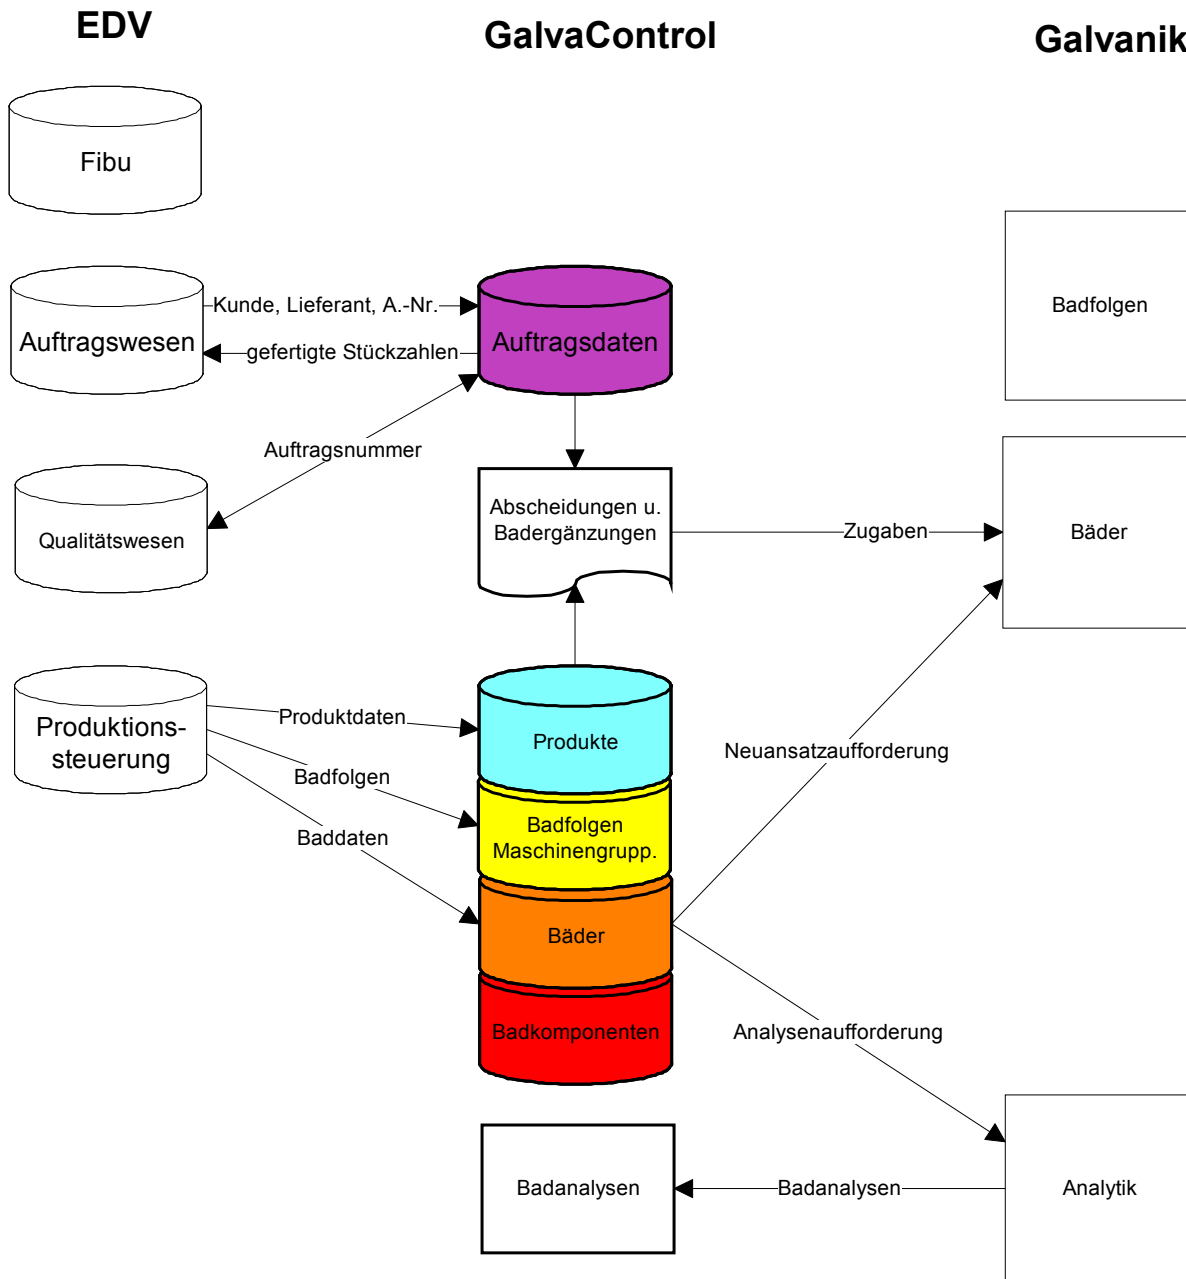 EDV
GalvaControl
Galvanik
Fibu
Badfolgen
Kunde, Lieferant, A.-Nr.
Auftragswesen
Auftragsdaten
gefertigte Stückzahlen
Auftragsnummer
Abscheidungen u.
Badergänzungen
Zugaben
Bäder
Qualitätswesen
Produktions-
steuerung
Produktdaten
Badfolgen
Baddaten
Produkte
Neuansatzaufforderung
Badfolgen
Maschinengrupp.
Bäder
Badkomponenten
Analysenaufforderung
Badanalysen
Badanalysen
Analytik